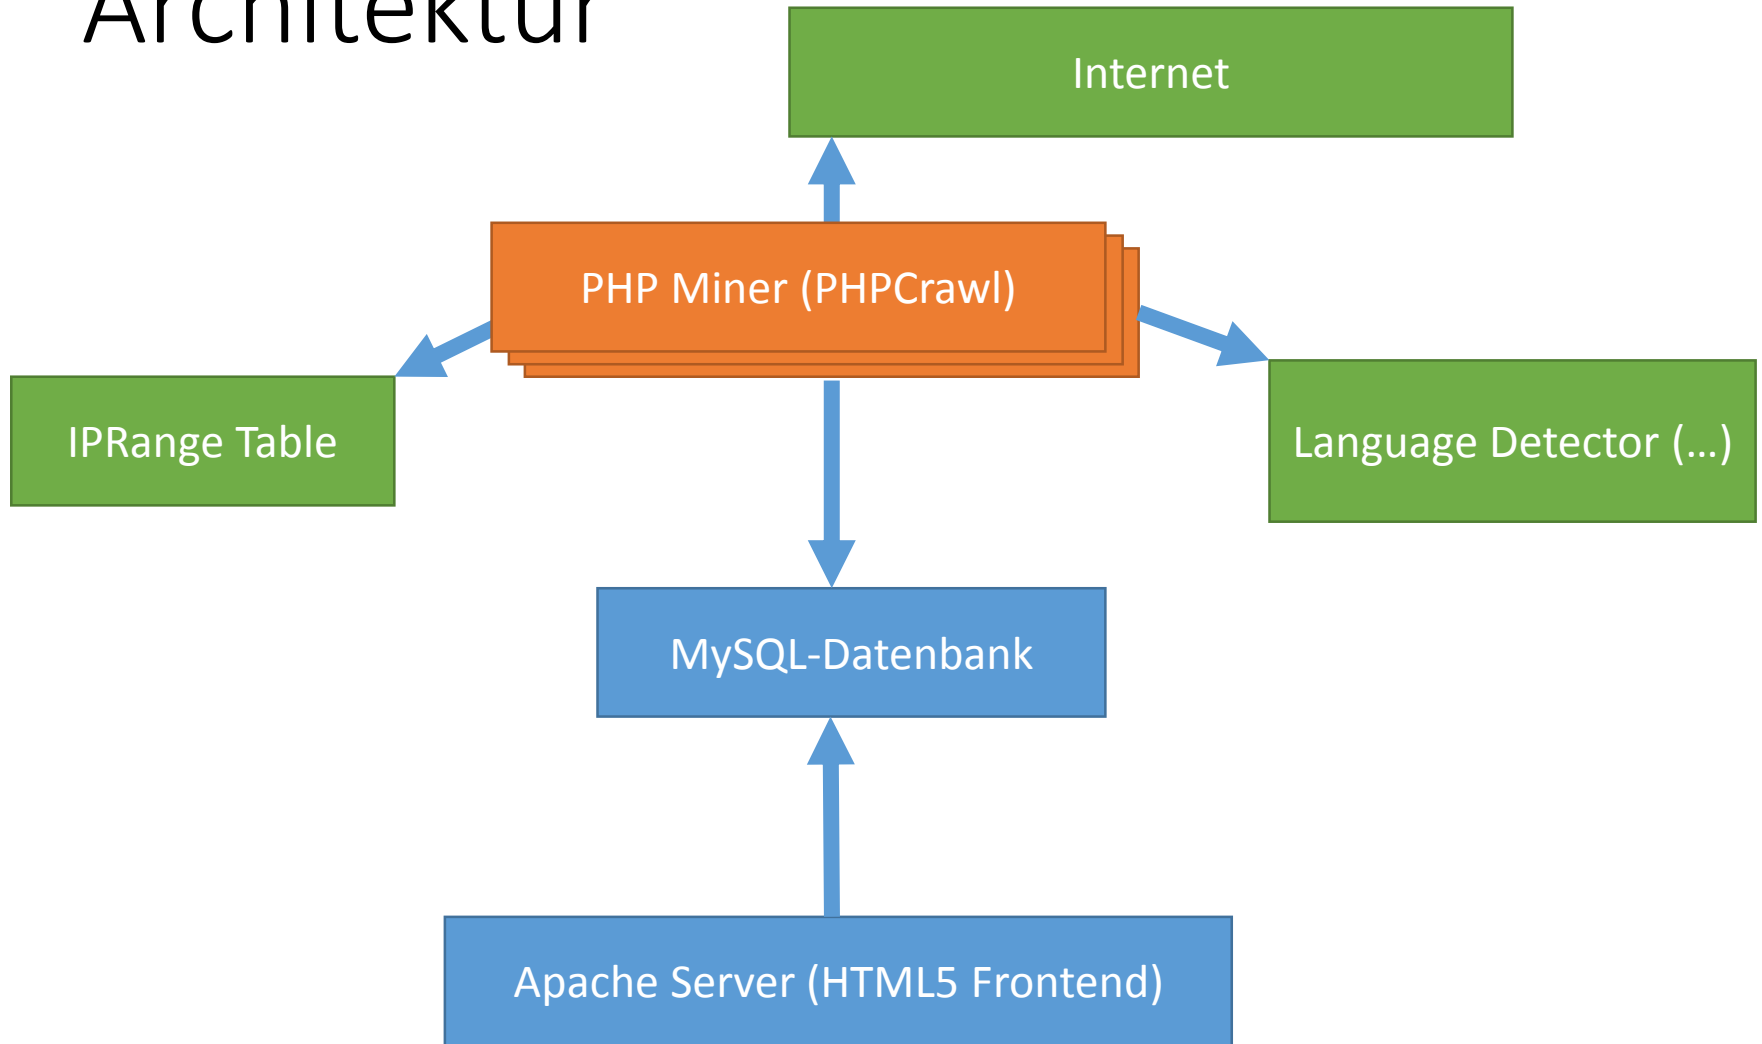 Architektur
Internet
PHP Miner (PHPCrawl)
IPRange Table
Language Detector (…)
MySQL-Datenbank
Apache Server (HTML5 Frontend)